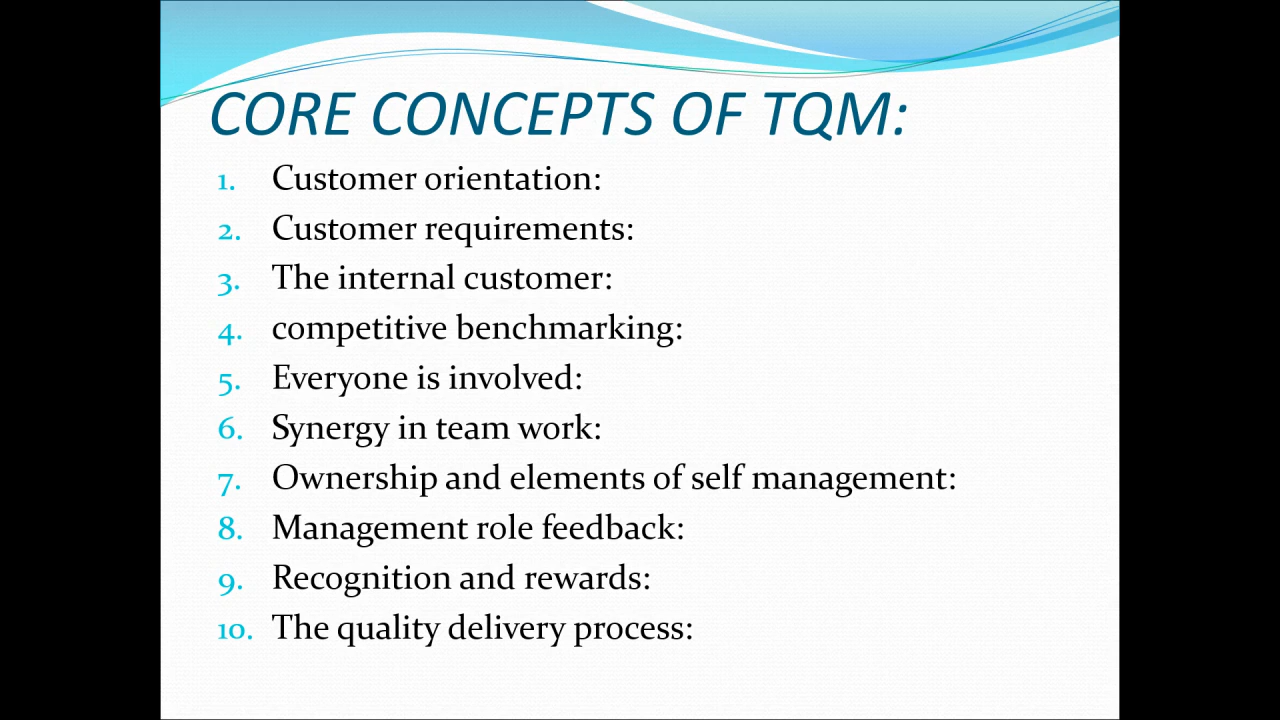 CORE CONCEPTS OF TQM:
1. Customer orientation:
2. Customer requirements:
3. The internal customer:
4. competitive benchmarking:
5. Everyone is involved:
6. Synergy in team work:
7. Ownership and elements of self management:
8. Management role feedback:
9. Recognition and rewards:
10. The quality delivery process: